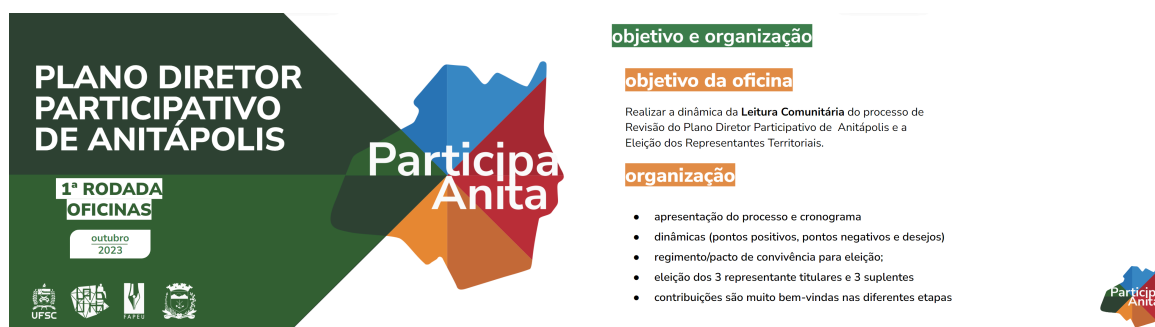 PLANO DIRETOR
PARTICIPATIVO
DE ANITÁPOLIS
1ª RODADA
OFICINAS
outubro
2023
UFSC
FAPEU
Participa
Anita
objetivo e organização
objetivo da oficina
Realizar a dinâmica da Leitura Comunitária do processo de
Revisão do Plano Diretor Participativo de Anitápolis e a
Eleição dos Representantes Territoriais.
organização
● apresentação do processo e cronograma
● dinâmicas (pontos positivos, pontos negativos e desejos)
● regimento/pacto de convivência para eleição;
● eleição dos 3 representante titulares e 3 suplentes
● contribuições são muito bem-vindas nas diferentes etapas
Particip
Anita